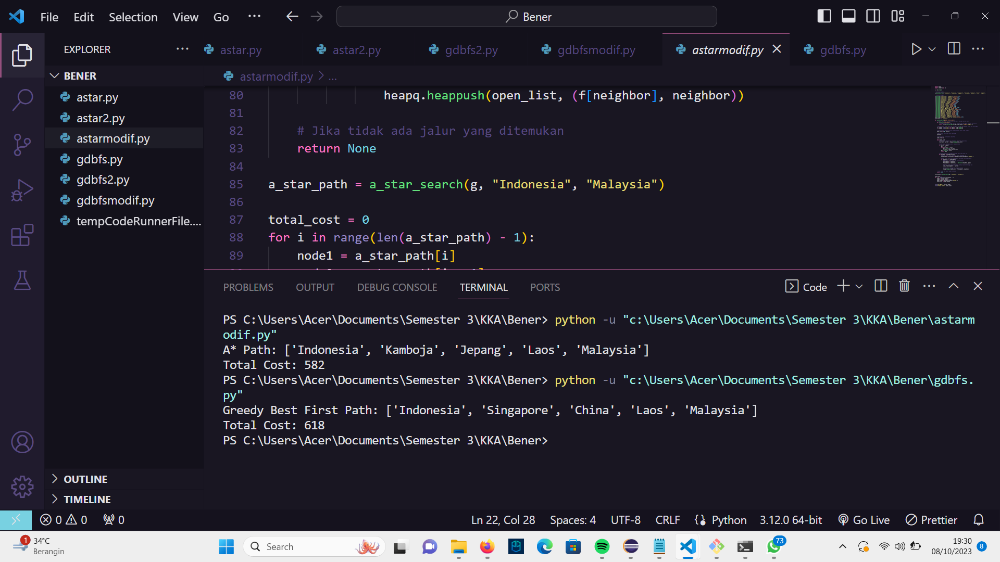 File Edit Selection View Go ···
Bener
EXPLORER ···
BENER
astar.py
astar2.py
astarmodif.py
gdbfs.py
gdbfs2.py
gdbfsmodif.py
tempCodeRunnerFile....
OUTLINE
TIMELINE
astar.py astar2.py gdbfs2.py gdbfsmodif.py astarmodif.py gdbfs.py
astarmodif.py > ...
80 heapq.heappush(open_list, (f[neighbor], neighbor))
81
82 # Jika tidak ada jalur yang ditemukan
83 return None
84
85 a_star_path = a_star_search(g, "Indonesia", "Malaysia")
86
87 total_cost = 0
88 for i in range(len(a_star_path) - 1):
89 node1 = a_star_path[i]
PROBLEMS OUTPUT DEBUG CONSOLE TERMINAL PORTS
Code
PS C:\Users\Acer\Documents\Semester 3\KKA\Bener> python -u "c:\Users\Acer\Documents\Semester 3\KKA\Bener\astarm
odif.py"
A* Path: ['Indonesia', 'Kamboja', 'Jepang', 'Laos', 'Malaysia']
Total Cost: 582
PS C:\Users\Acer\Documents\Semester 3\KKA\Bener> python -u "c:\Users\Acer\Documents\Semester 3\KKA\Bener\gdbfs.
py"
Greedy Best First Path: ['Indonesia', 'Singapore', 'China', 'Laos', 'Malaysia']
Total Cost: 618
PS C:\Users\Acer\Documents\Semester 3\KKA\Bener>
0 0 0
Ln 22, Col 28 Spaces: 4 UTF-8 CRLF Python 3.12.0 64-bit Go Live Prettier
1
34°C
Berangin
Search
73
19:30
08/10/2023
8